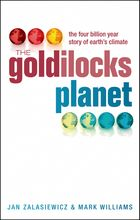 the four billion year
story of earth's climate
THE
goldilocks
planet
JAN ZALASIEWICZ & MARK WILLIAMS